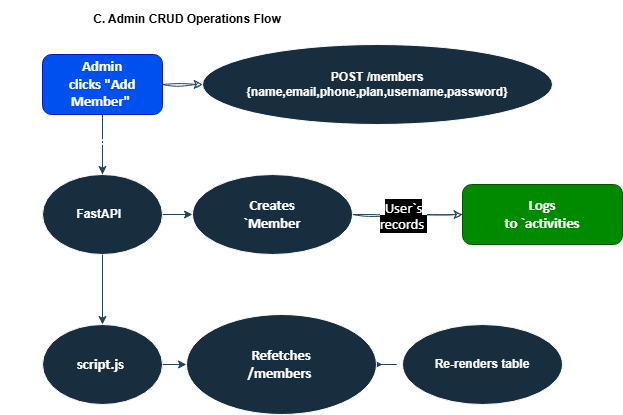 C. Admin CRUD Operations Flow
Admin
clicks "Add
Member"
POST /members
{name,email,phone,plan,username,password}
FastAPI
Creates
`Member
User`s
records
Logs
to `activities
script.js
Refetches
/members
Re-renders table